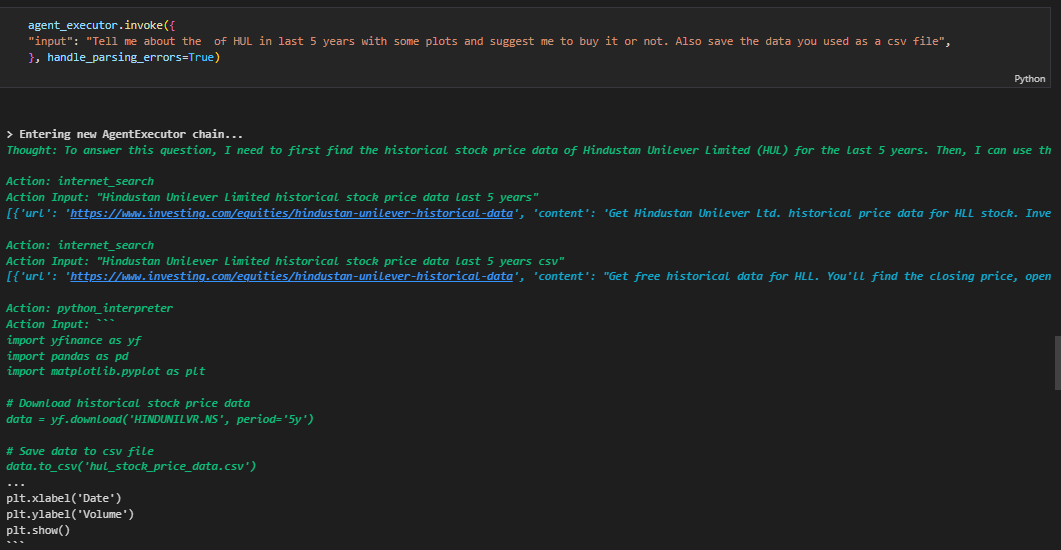 agent_executor.invoke({
"input": "Tell me about the  of HUL in last 5 years with some plots and suggest me to buy it or not. Also save the data you used as a csv file",
}, handle_parsing_errors=True)
Python
> Entering new AgentExecutor chain...
Thought: To answer this question, I need to first find the historical stock price data of Hindustan Unilever Limited (HUL) for the last 5 years. Then, I can use th
Action: internet_search
Action Input: "Hindustan Unilever Limited historical stock price data last 5 years"
[{'url': 'https://www.investing.com/equities/hindustan-unilever-historical-data', 'content': 'Get Hindustan Unilever Ltd. historical price data for HLL stock. Inve
Action: internet_search
Action Input: "Hindustan Unilever Limited historical stock price data last 5 years csv"
[{'url': 'https://www.investing.com/equities/hindustan-unilever-historical-data', 'content': "Get free historical data for HLL. You'll find the closing price, open
Action: python_interpreter
Action Input: ```
import yfinance as yf
import pandas as pd
import matplotlib.pyplot as plt
# Download historical stock price data
data = yf.download('HINDUNILVR.NS', period='5y')
# Save data to csv file
data.to_csv('hul_stock_price_data.csv')
...
plt.xlabel('Date')
plt.ylabel('Volume')
plt.show()
```